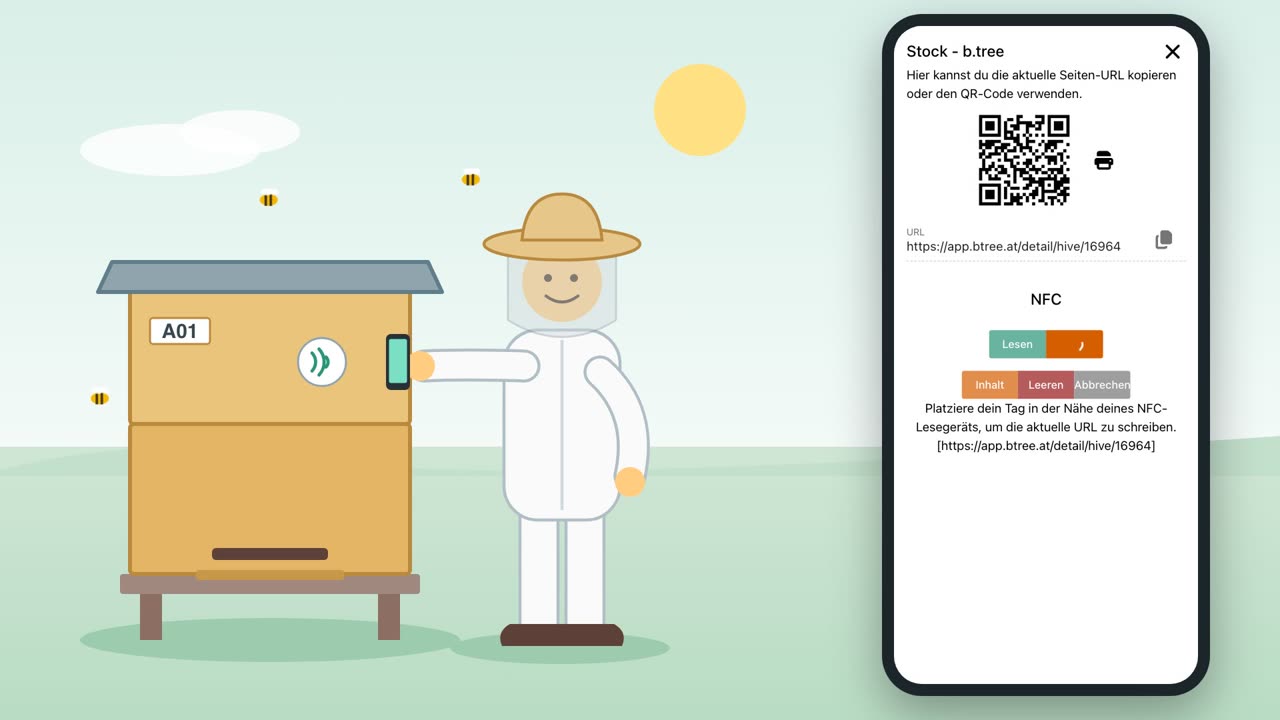 A01
Stock - b.tree
Hier kannst du die aktuelle Seiten-URL kopieren
oder den QR-Code verwenden.
URL
https://app.btree.at/detail/hive/16964
NFC
Lesen
Inhalt Leeren Abbrechen
Platziere dein Tag in der Nähe deines NFC-
Lesegeräts, um die aktuelle URL zu schreiben.
[https://app.btree.at/detail/hive/16964]